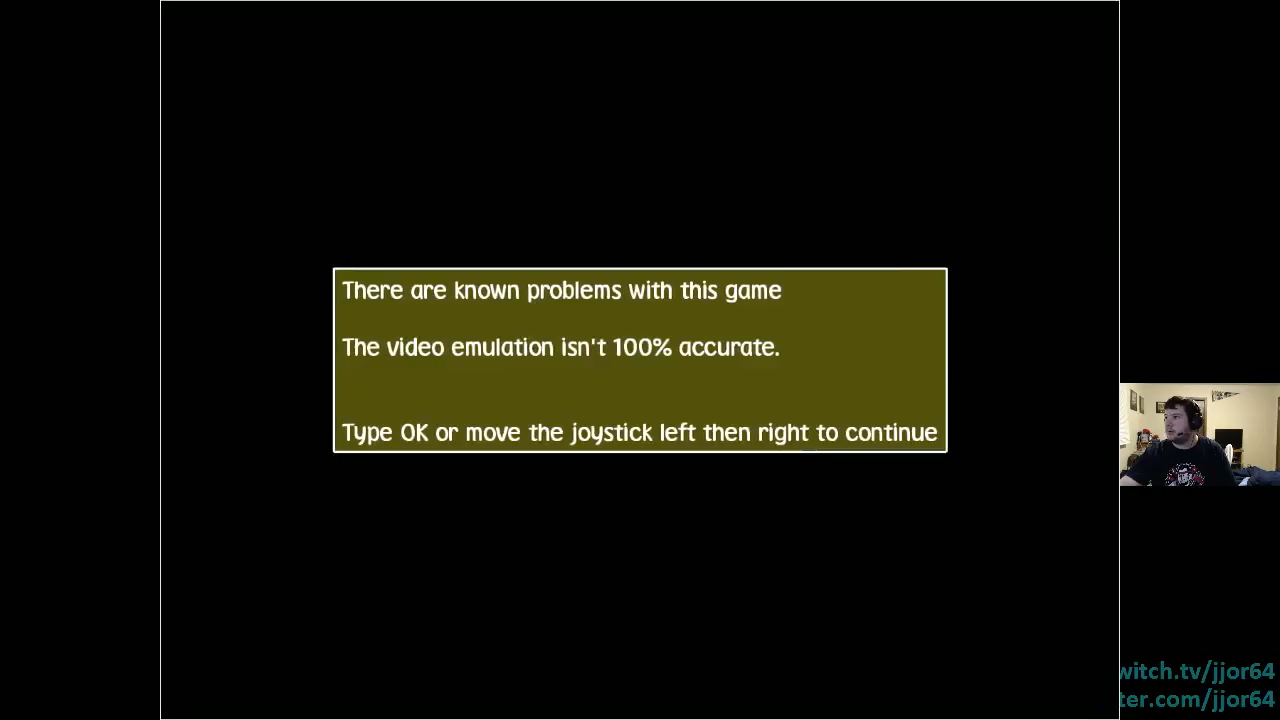 There are known problems with this game
The video emulation isn't 100% accurate.
Type OK or move the joystick left then right to continue
witch.tv/jjor64
ter.com/jjor64